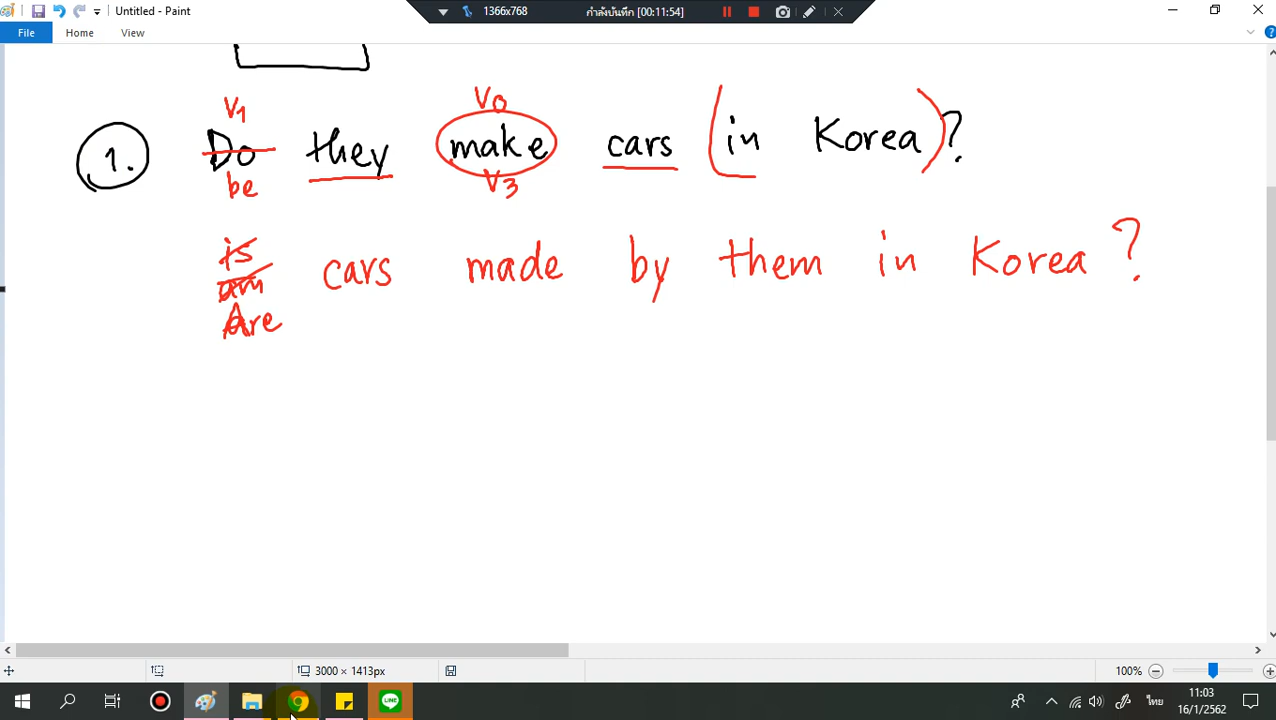 Untitled - Paint
1366x768
กำลังบันทึก [00:11:54]
File
Home
View
V1
V0
1.
Do they make cars (in Korea)?
be
V3
is
am
Are
cars made by them in Korea?
3000 × 1413px
100%
ไทย
11:03
16/1/2562
LINE